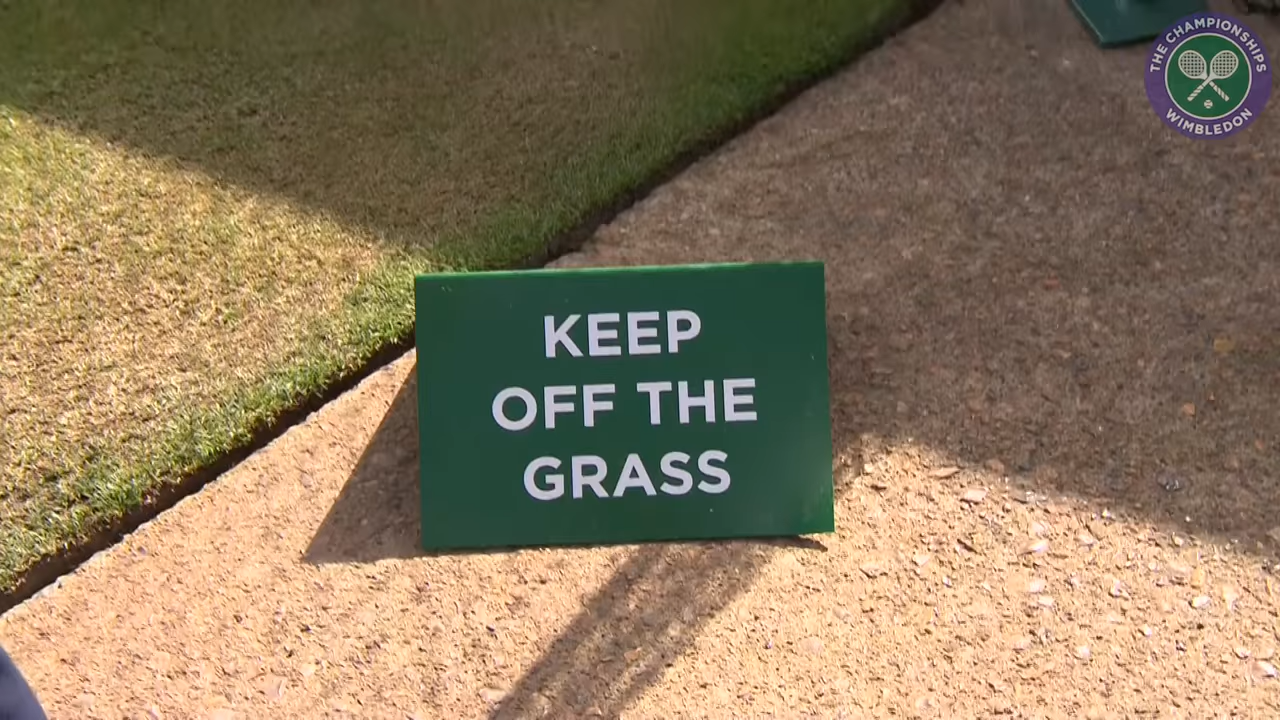 THE CHAMPIONSHIPS
WIMBLEDON
KEEP
OFF THE
GRASS